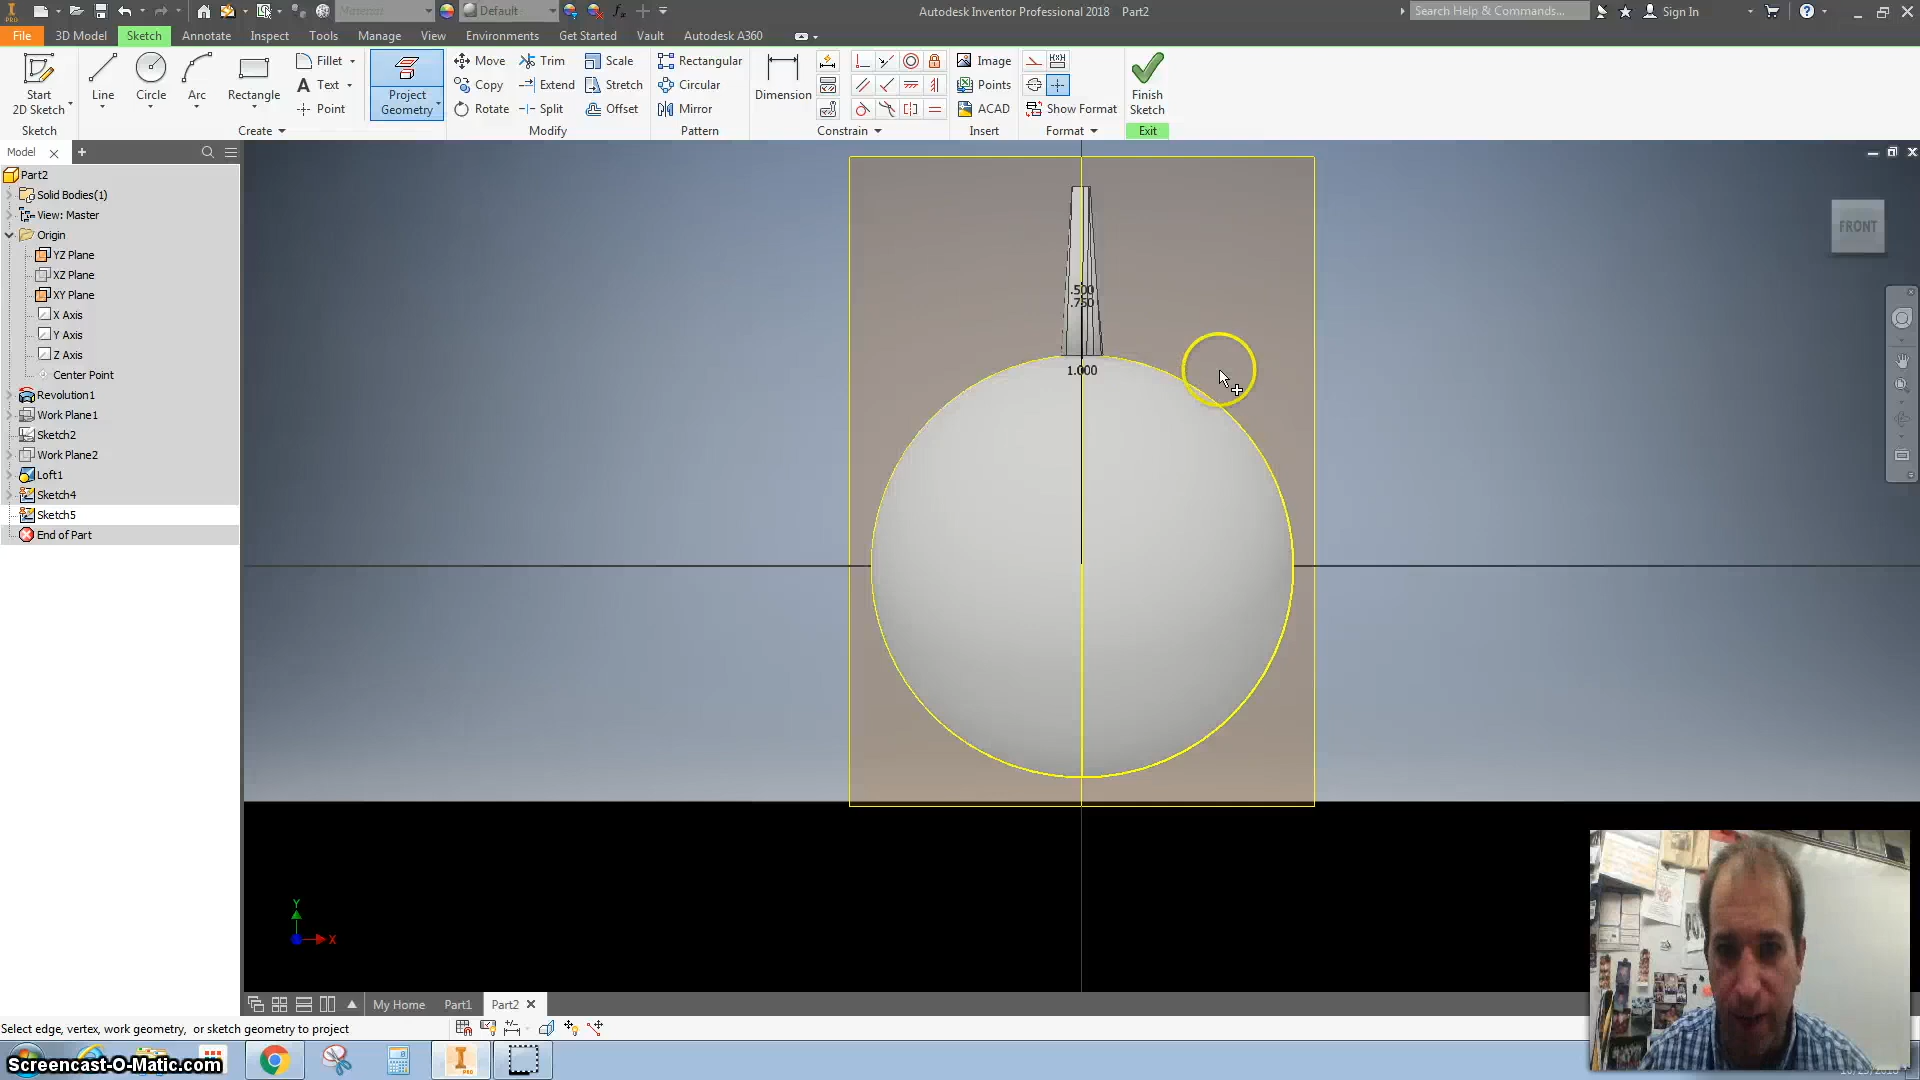 Material
Default
Autodesk Inventor Professional 2018 Part2
Search Help & Commands...
Sign In
PRO
File 3D Model Sketch Annotate Inspect Tools Manage View Environments Get Started Vault Autodesk A360
Start
2D Sketch
Line
Circle
Arc
Rectangle
Fillet
Text
Point
Project
Geometry
Move
Copy
Rotate
Trim
Extend
Split
Scale
Stretch
Offset
Rectangular
Circular
Mirror
Dimension
Image
Points
ACAD
Show Format
Finish
Sketch
Sketch Create Modify Pattern Constrain Insert Format Exit
Model
Part2
Solid Bodies(1)
View: Master
Origin
YZ Plane
XZ Plane
XY Plane
X Axis
Y Axis
Z Axis
Center Point
Revolution1
Work Plane1
Sketch2
Work Plane2
Loft1
Sketch4
Sketch5
End of Part
FRONT
.500
.750
1.000
Y
X
My Home Part1 Part2
Select edge, vertex, work geometry, or sketch geometry to project
Screencast-O-Matic.com